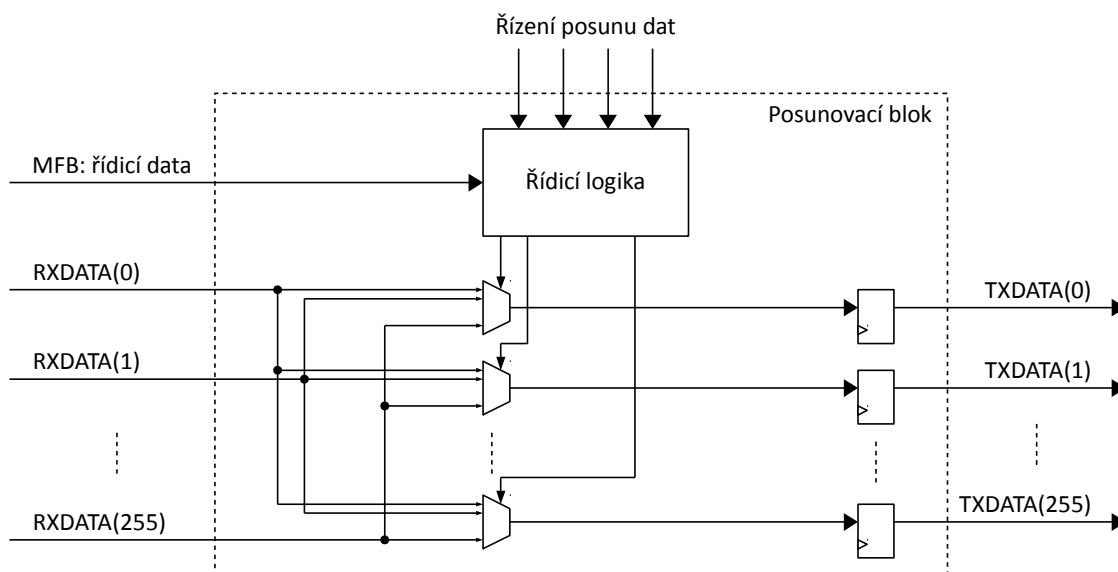 Řízení posunu dat
Posunovací blok
MFB: řídicí data
Řídicí logika
RXDATA(0)
TXDATA(0)
RXDATA(1)
TXDATA(1)
RXDATA(255)
TXDATA(255)